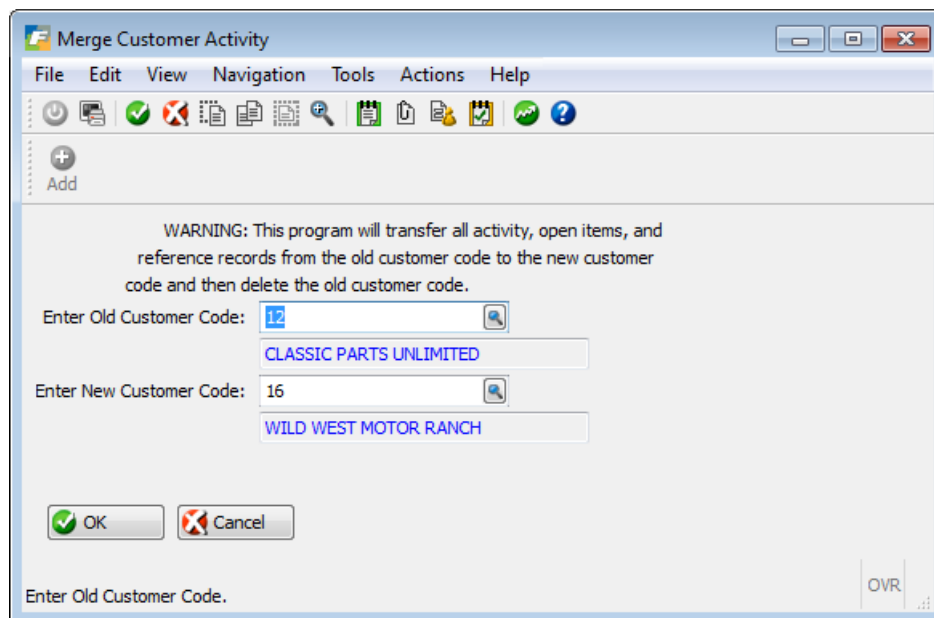 Merge Customer Activity
File Edit View Navigation Tools Actions Help
Add
WARNING: This program will transfer all activity, open items, and
reference records from the old customer code to the new customer
code and then delete the old customer code.
Enter Old Customer Code: 12
CLASSIC PARTS UNLIMITED
Enter New Customer Code: 16
WILD WEST MOTOR RANCH
OK Cancel
Enter Old Customer Code. OVR